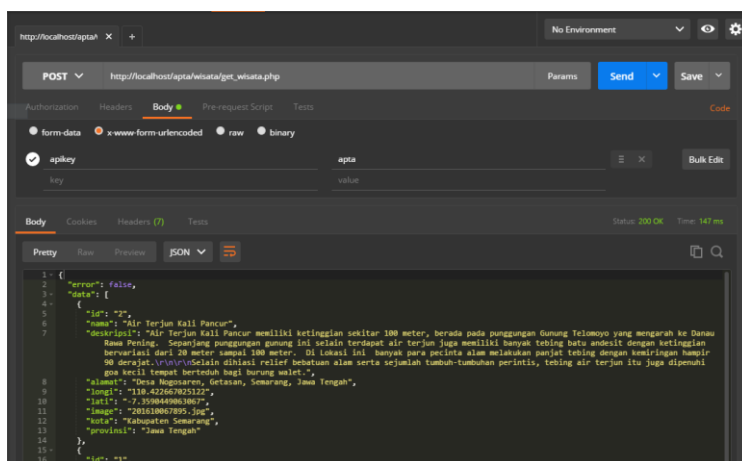 http://localhost/apta/ X +
No Environment
POST http://localhost/apta/wisata/get_wisata.php Params Send Save
Authorization Headers Body Pre-request Script Tests Code
form-data x-www-form-urlencoded raw binary
apikey apta Bulk Edit
key value
Body Cookies Headers (7) Tests Status: 200 OK Time: 147 ms
Pretty Raw Preview JSON
1 {
2 "error": false,
3 "data": [
4 {
5 "id": "2",
6 "nama": "Air Terjun Kali Pancur",
7 "deskripsi": "Air Terjun Kali Pancur memiliki ketinggian sekitar 100 meter, berada pada punggungan Gunung Telomoyo yang mengarah ke Danau
Rawa Pening. Sepanjang punggungan gunung ini selain terdapat air terjun juga memiliki banyak tebing batu andesit dengan ketinggian
bervariasi dari 20 meter sampai 100 meter. Di Lokasi ini banyak para pecinta alam melakukan panjat tebing dengan kemiringan hampir
90 derajat.\r\n\r\nSelain dihiasi relief bebatuan alam serta sejumlah tumbuh-tumbuhan perintis, tebing air terjun itu juga dipenuhi
goa kecil tempat berteduh bagi burung walet.",
8 "alamat": "Desa Nogosaren, Getasan, Semarang, Jawa Tengah",
9 "longi": "110.422667025122",
10 "lati": "-7.3590449063067",
11 "image": "201610067895.jpg",
12 "kota": "Kabupaten Semarang",
13 "provinsi": "Jawa Tengah"
14 },
15 {
16 "id": "1",